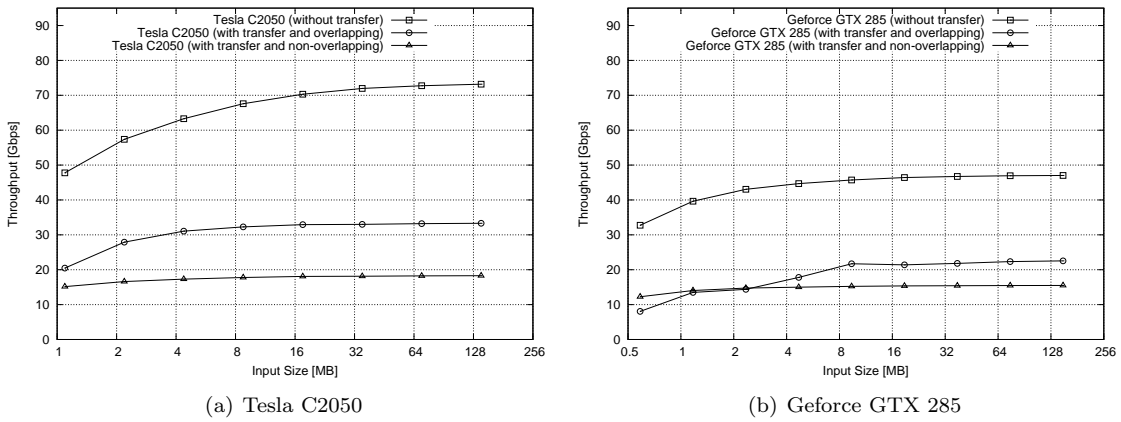 Tesla C2050 (without transfer)
Tesla C2050 (with transfer and overlapping)
Tesla C2050 (with transfer and non-overlapping)
Throughput [Gbps]
90
80
70
60
50
40
30
20
10
0
1 2 4 8 16 32 64 128 256
Input Size [MB]
(a) Tesla C2050
Geforce GTX 285 (without transfer)
Geforce GTX 285 (with transfer and overlapping)
Geforce GTX 285 (with transfer and non-overlapping)
Throughput [Gbps]
90
80
70
60
50
40
30
20
10
0
0.5 1 2 4 8 16 32 64 128 256
Input Size [MB]
(b) Geforce GTX 285